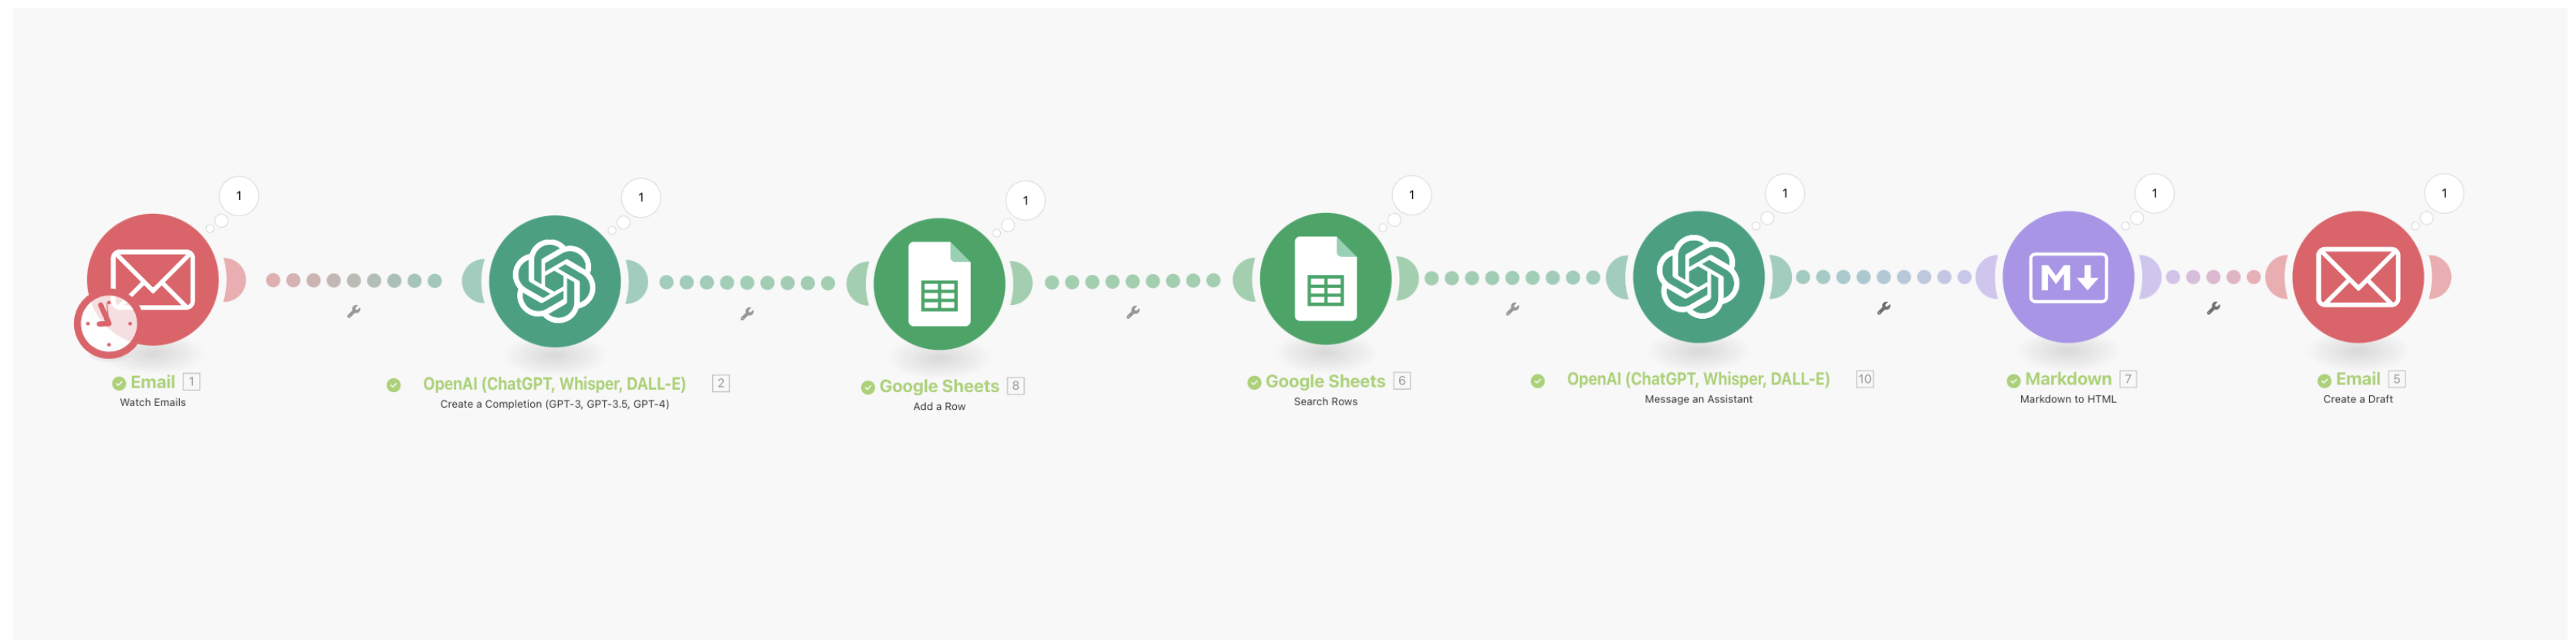 1
1
1
1
1
1
1
Email 1
Watch Emails
OpenAI (ChatGPT, Whisper, DALL-E) 2
Create a Completion (GPT-3, GPT-3.5, GPT-4)
Google Sheets 8
Add a Row
Google Sheets 6
Search Rows
OpenAI (ChatGPT, Whisper, DALL-E) 10
Message an Assistant
M
Markdown 7
Markdown to HTML
Email 5
Create a Draft